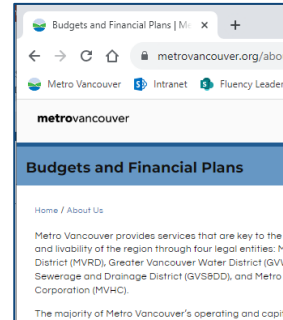 Budgets and Financial Plans | Me
metrovancouver.org/abo
Metro Vancouver Intranet Fluency Leader
metrovancouver
Budgets and Financial Plans
Home / About Us
Metro Vancouver provides services that are key to the
and livability of the region through four legal entities: M
District (MVRD), Greater Vancouver Water District (GVW
Sewerage and Drainage District (GVS&DD), and Metro
Corporation (MVHC).
The majority of Metro Vancouver's operating and capit